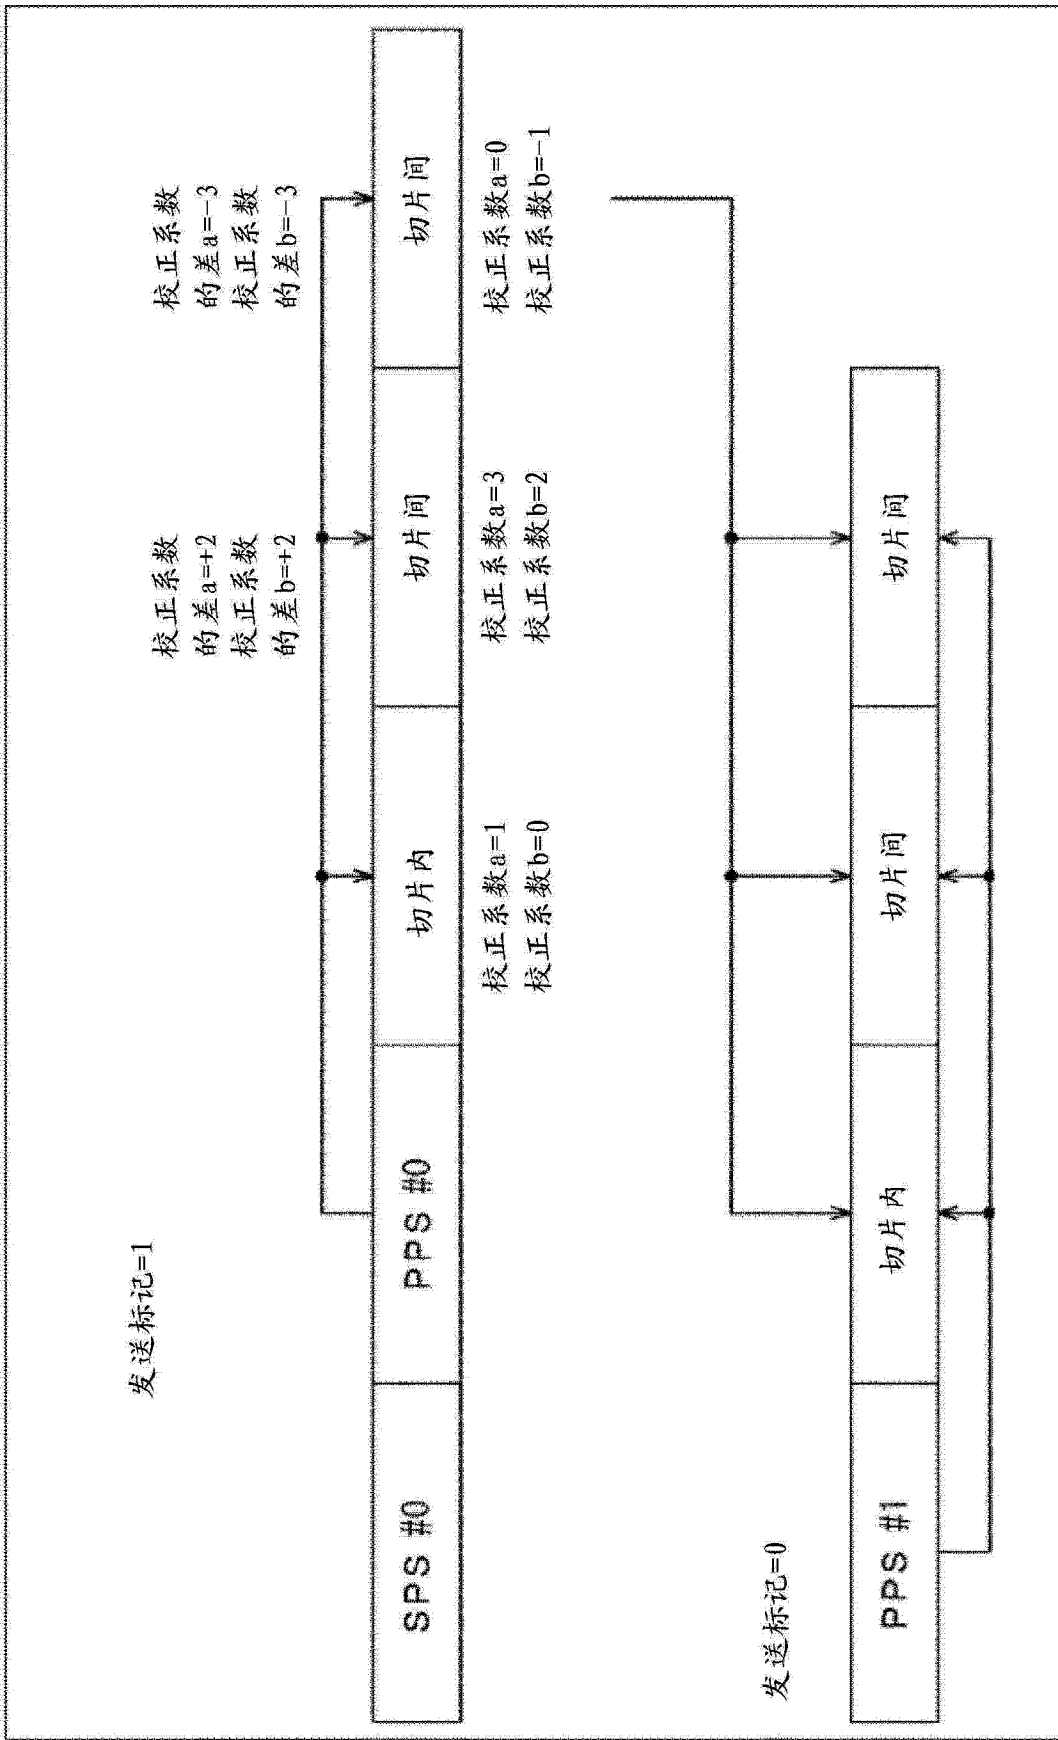 发送标记=1
校正系数
的差a=+2
校正系数
的差b=+2
校正系数
的差a=-3
校正系数
的差b=-3
SPS #0
PPS #0
切片内
切片间
切片间
校正系数a=1
校正系数b=0
校正系数a=3
校正系数b=2
校正系数a=0
校正系数b=-1
发送标记=0
PPS #1
切片内
切片间
切片间